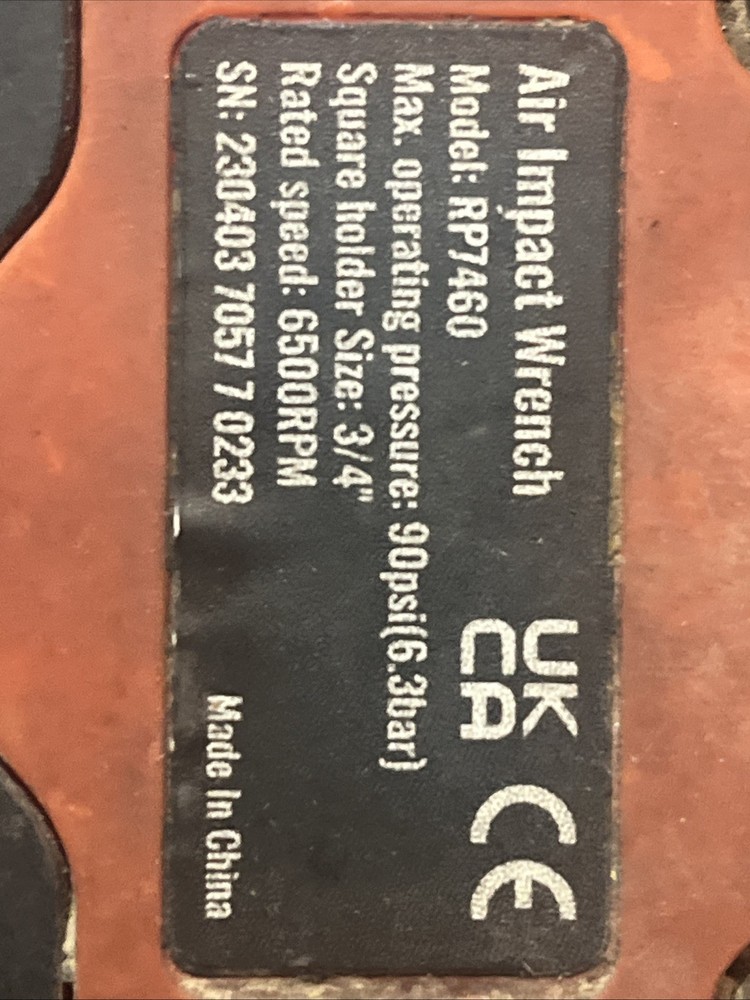 Air Impact Wrench
UK
CA
CE
Model: RP7460
Max. operating pressure: 90psi(6.3bar)
Square holder Size: 3/4"
Rated speed: 6500RPM
SN: 230403 7057 7 0233
Made In China